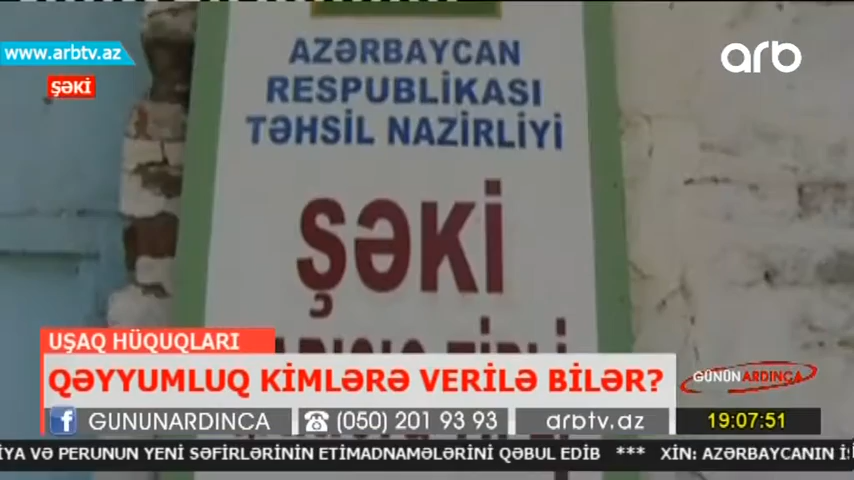 www.arbtv.az
arb
ŞƏKİ
AZƏRBAYCAN
RESPUBLİKASI
TƏHSİL NAZİRLİYİ
ŞƏKİ
UŞAQ HÜQUQLARI
QƏYYUMLUQ KİMLƏRƏ VERİLƏ BİLƏR?
GÜNÜN ARDINCA
GUNUNARDINCA
(050) 201 93 93
arbtv.az
19:07:51
VƏ PERUNUN YENİ SƏFİRLƏRİNİN ETİMADNAMƏLƏRİNİ QƏBUL EDİB *** XİN: AZƏRBAYCANIN